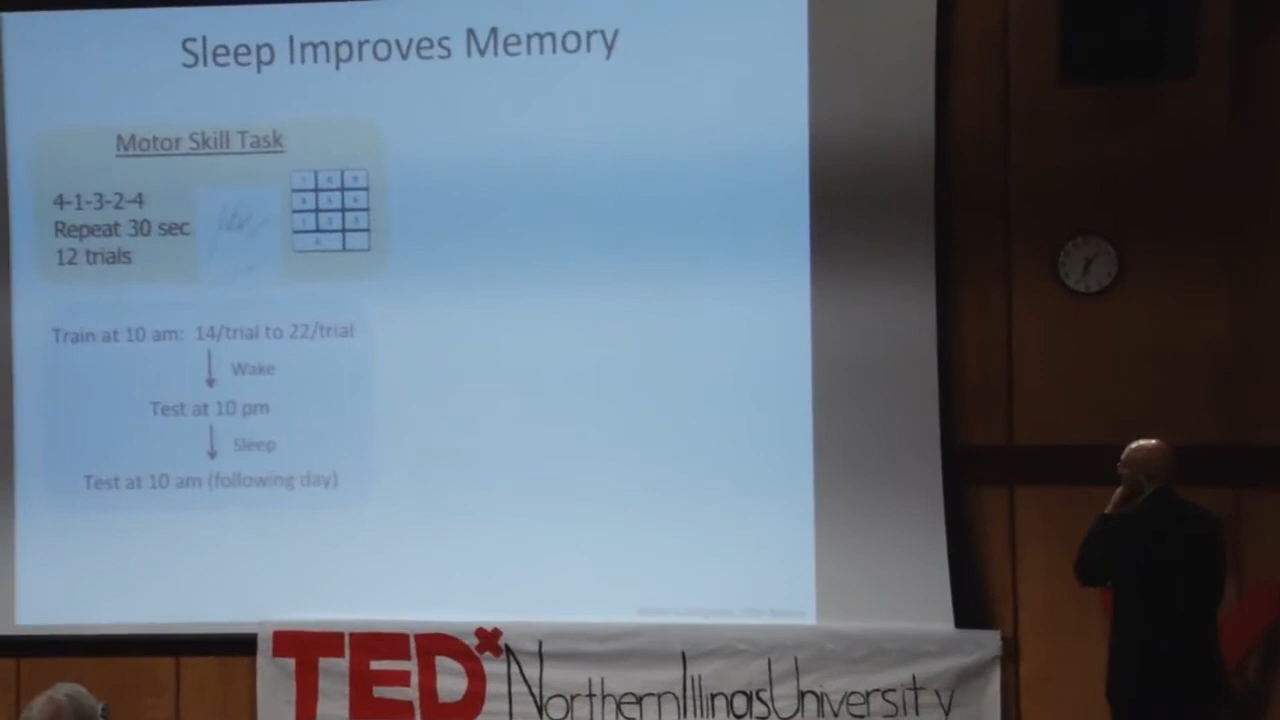 Sleep Improves Memory
Motor Skill Task
4-1-3-2-4
Repeat 30 sec
12 trials
Train at 10 am: 14/trial to 22/trial
Wake
Test at 10 pm
Sleep
Test at 10 am (following day)
TEDx NorthernIllinoisUniversity